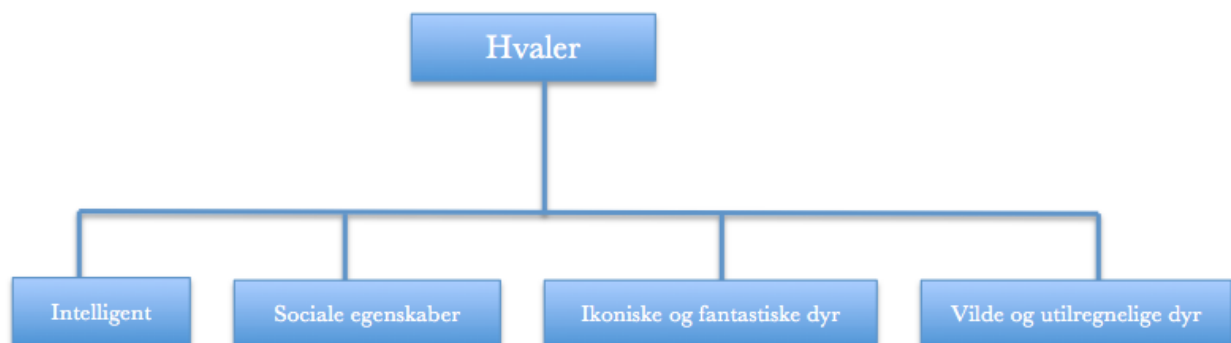 Hvaler
Intelligent
Sociale egenskaber
Ikoniske og fantastiske dyr
Vilde og utilregnelige dyr